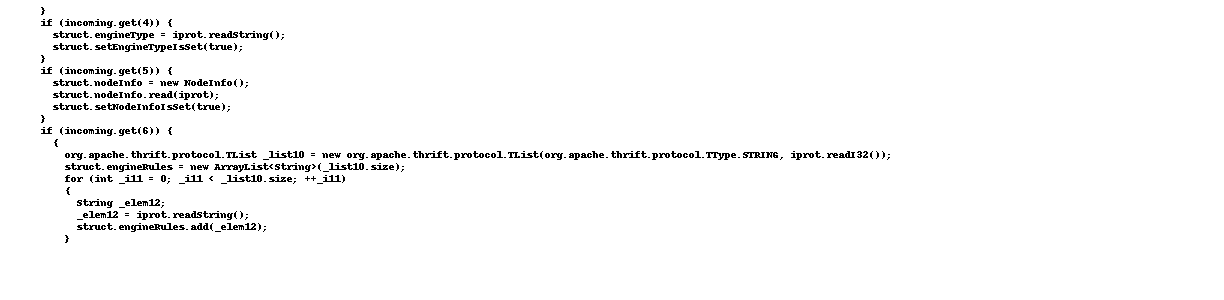 }
if (incoming.get(4)) {
struct.engineType = iprot.readString();
struct.setEngineTypeIsSet(true);
}
if (incoming.get(5)) {
struct.nodeInfo = new NodeInfo();
struct.nodeInfo.read(iprot);
struct.setNodeInfoIsSet(true);
}
if (incoming.get(6)) {
{
org.apache.thrift.protocol.TList _list10 = new org.apache.thrift.protocol.TList(org.apache.thrift.protocol.TType.STRING, iprot.readI32());
struct.engineRules = new ArrayList<String>(_list10.size);
for (int _i11 = 0; _i11 < _list10.size; ++_i11)
{
String _elem12;
_elem12 = iprot.readString();
struct.engineRules.add(_elem12);
}